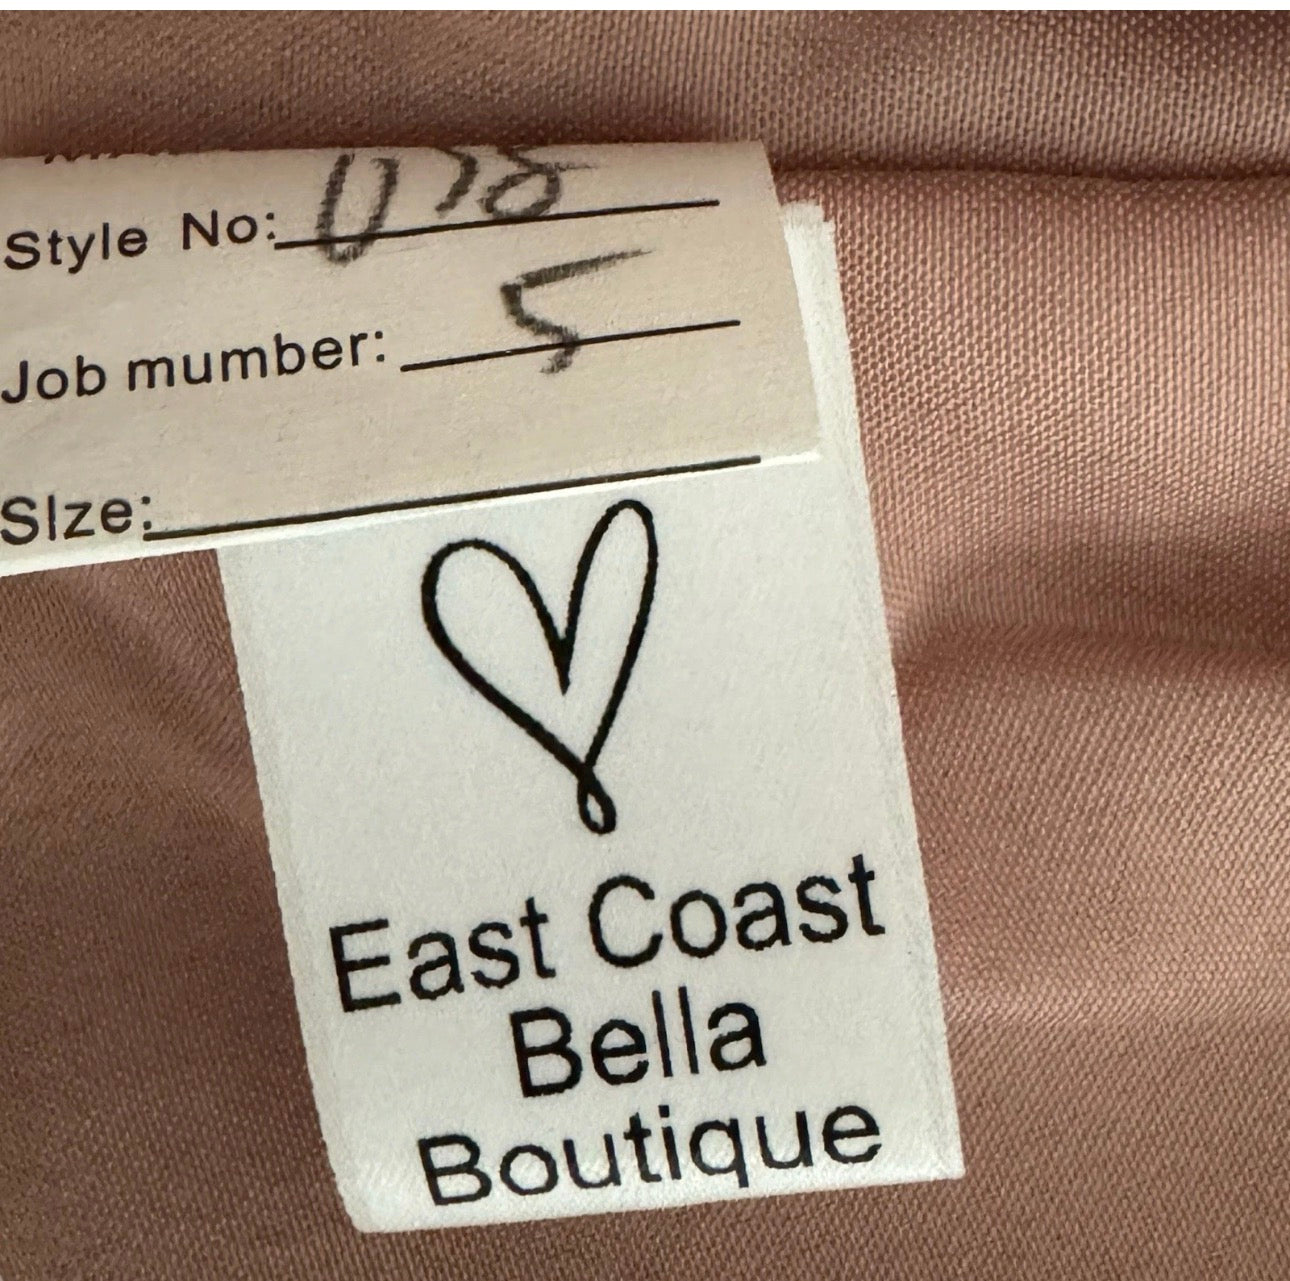 Style No: 078
Job mumber: 5
SIze:
East Coast
Bella
Boutique